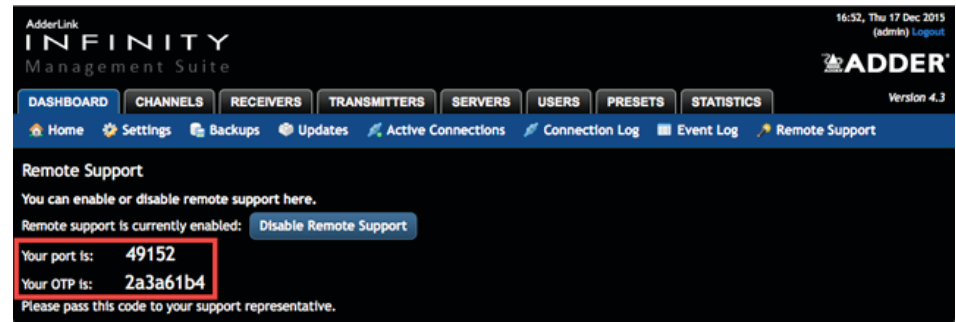 AdderLink
INFINITY
Management Suite
16:52, Thu 17 Dec 2015
(admin) Logout
ADDER
DASHBOARD CHANNELS RECEIVERS TRANSMITTERS SERVERS USERS PRESETS STATISTICS Version 4.3
Home Settings Backups Updates Active Connections Connection Log Event Log Remote Support
Remote Support
You can enable or disable remote support here.
Remote support is currently enabled: Disable Remote Support
Your port is: 49152
Your OTP is: 2a3a61b4
Please pass this code to your support representative.